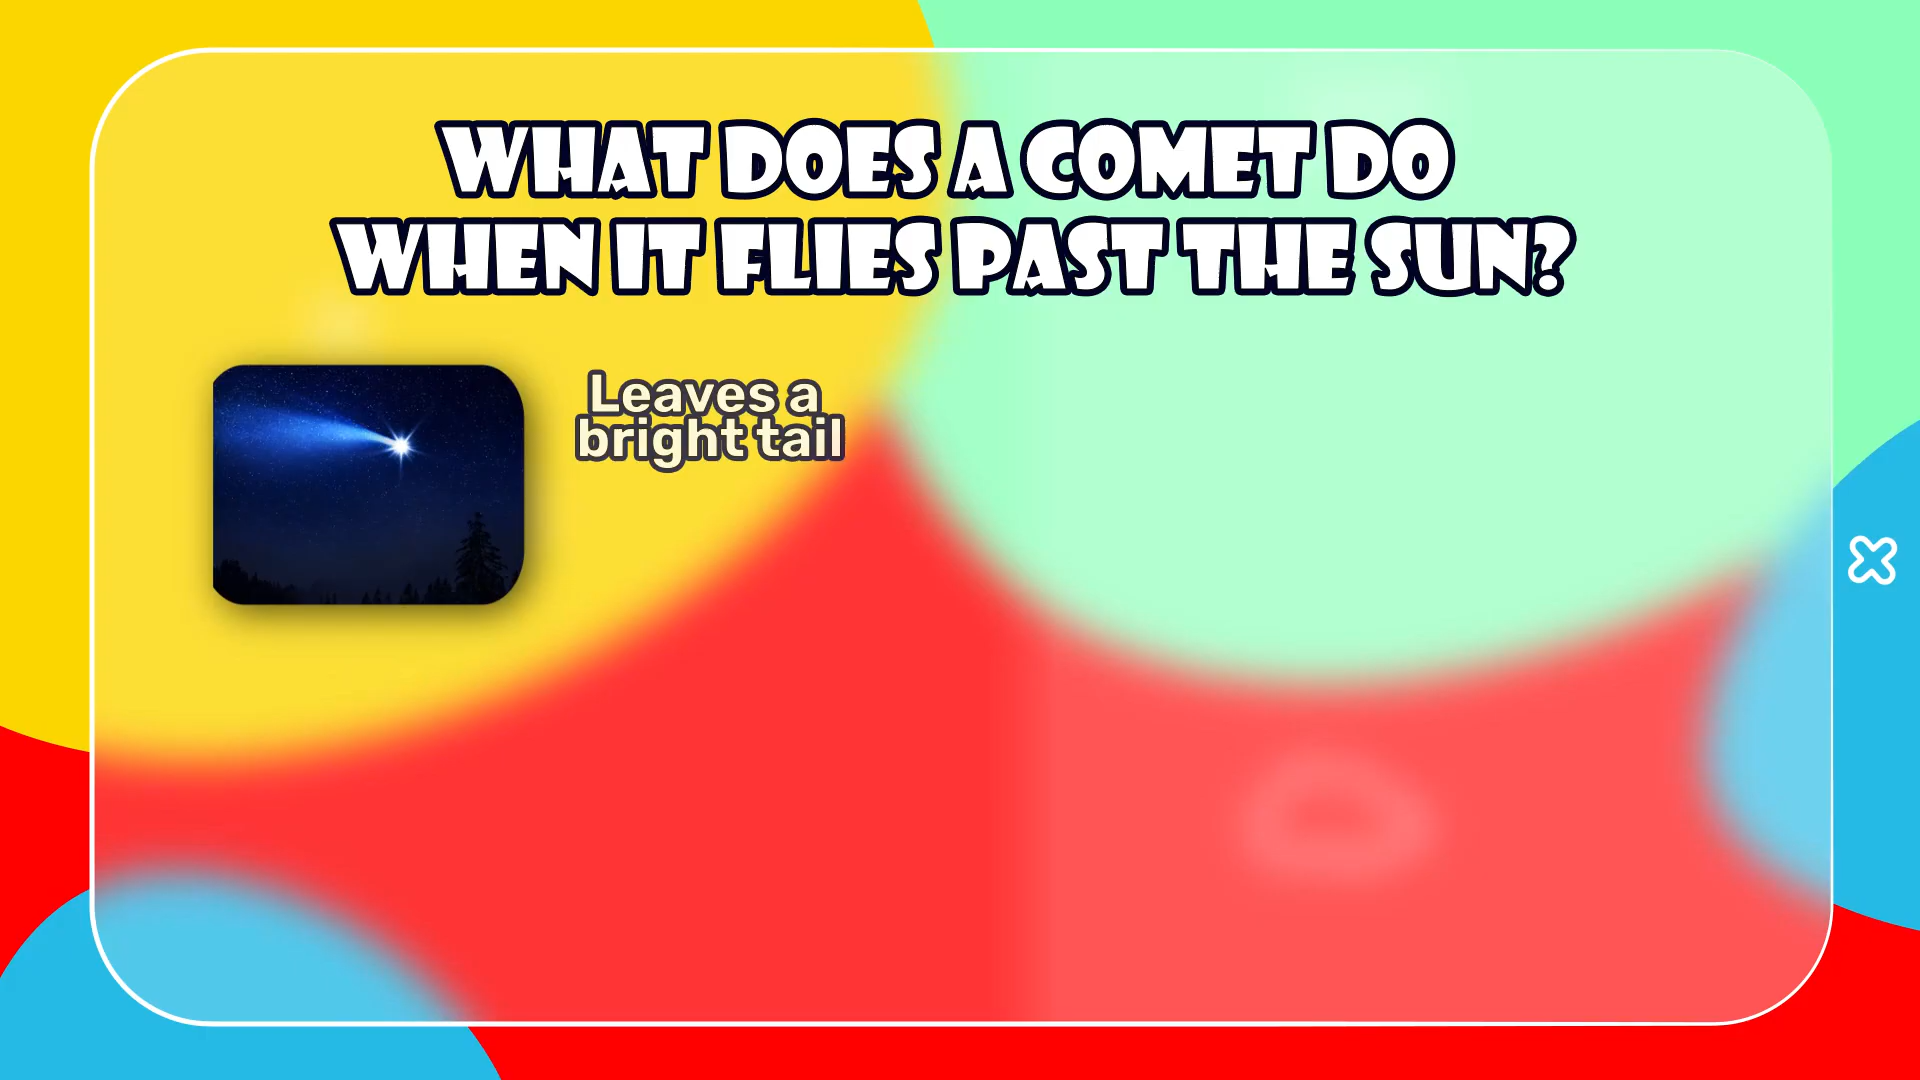 WHAT DOES A COMET DO
WHEN IT FLIES PAST THE SUN?
Leaves a
bright tail